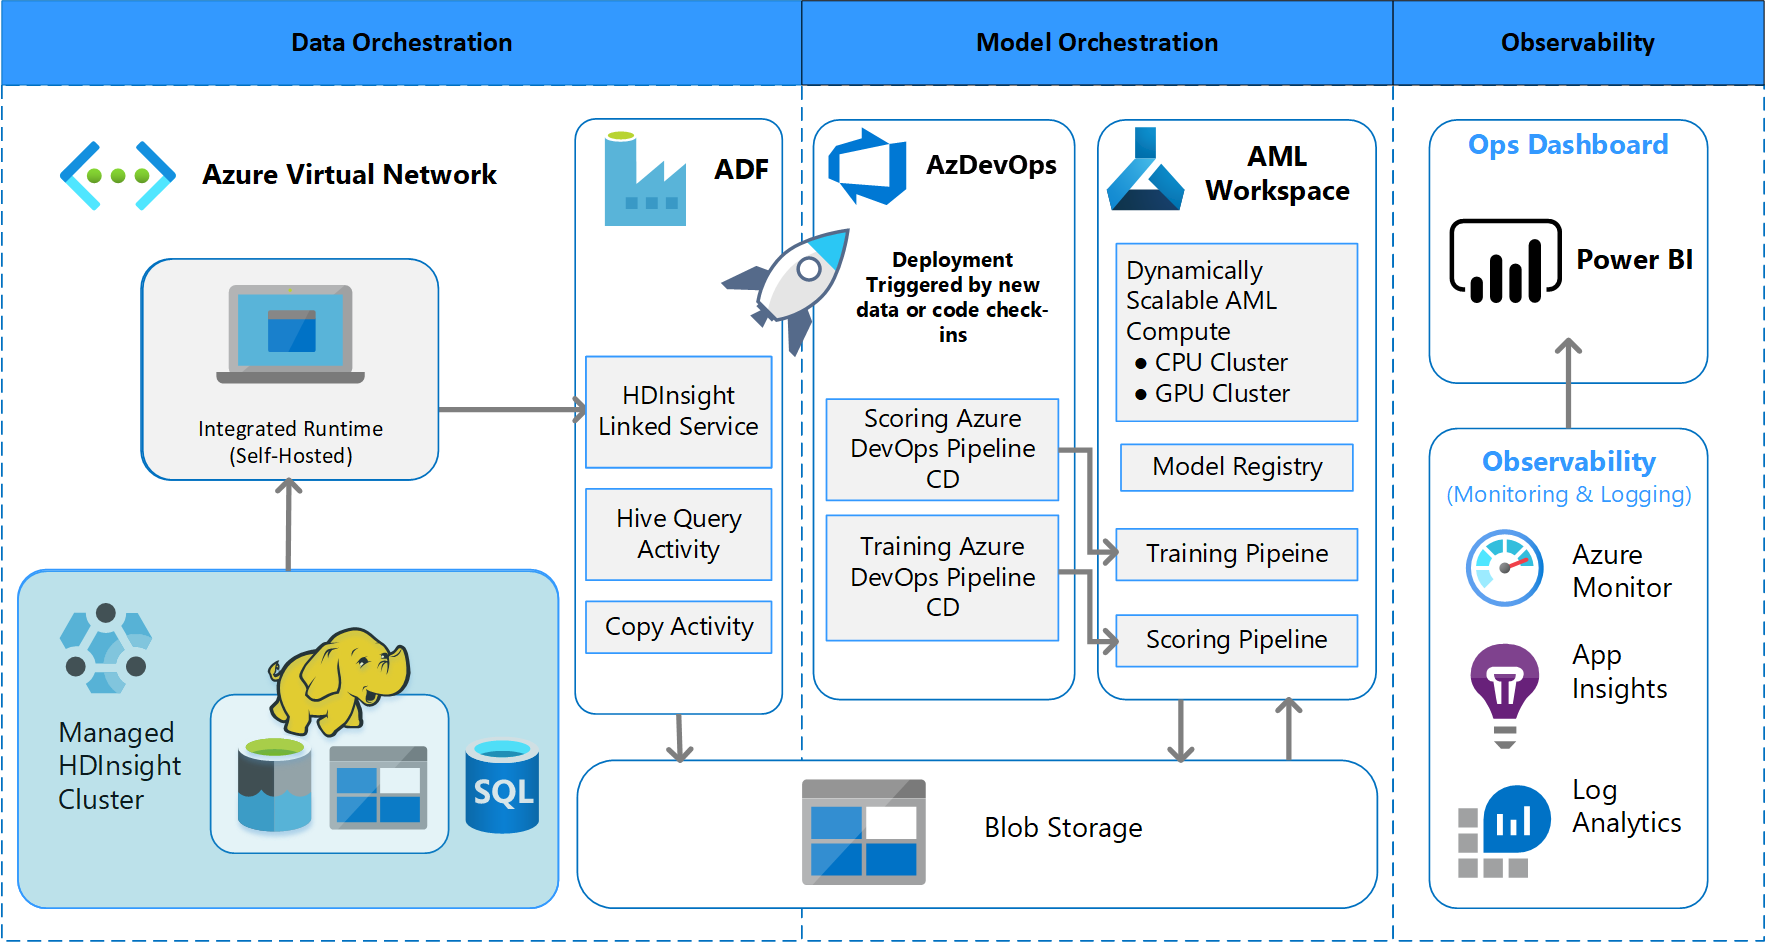 Data Orchestration
Model Orchestration
Observability
Azure Virtual Network
Integrated Runtime
(Self-Hosted)
Managed
HDInsight
Cluster
SQL
ADF
HDInsight
Linked Service
Hive Query
Activity
Copy Activity
AzDevOps
Deployment
Triggered by new
data or code check-
ins
Scoring Azure
DevOps Pipeline
CD
Training Azure
DevOps Pipeline
CD
AML
Workspace
Dynamically
Scalable AML
Compute
● CPU Cluster
● GPU Cluster
Model Registry
Training Pipeine
Scoring Pipeline
Blob Storage
Ops Dashboard
Power BI
Observability
(Monitoring & Logging)
Azure
Monitor
App
Insights
Log
Analytics